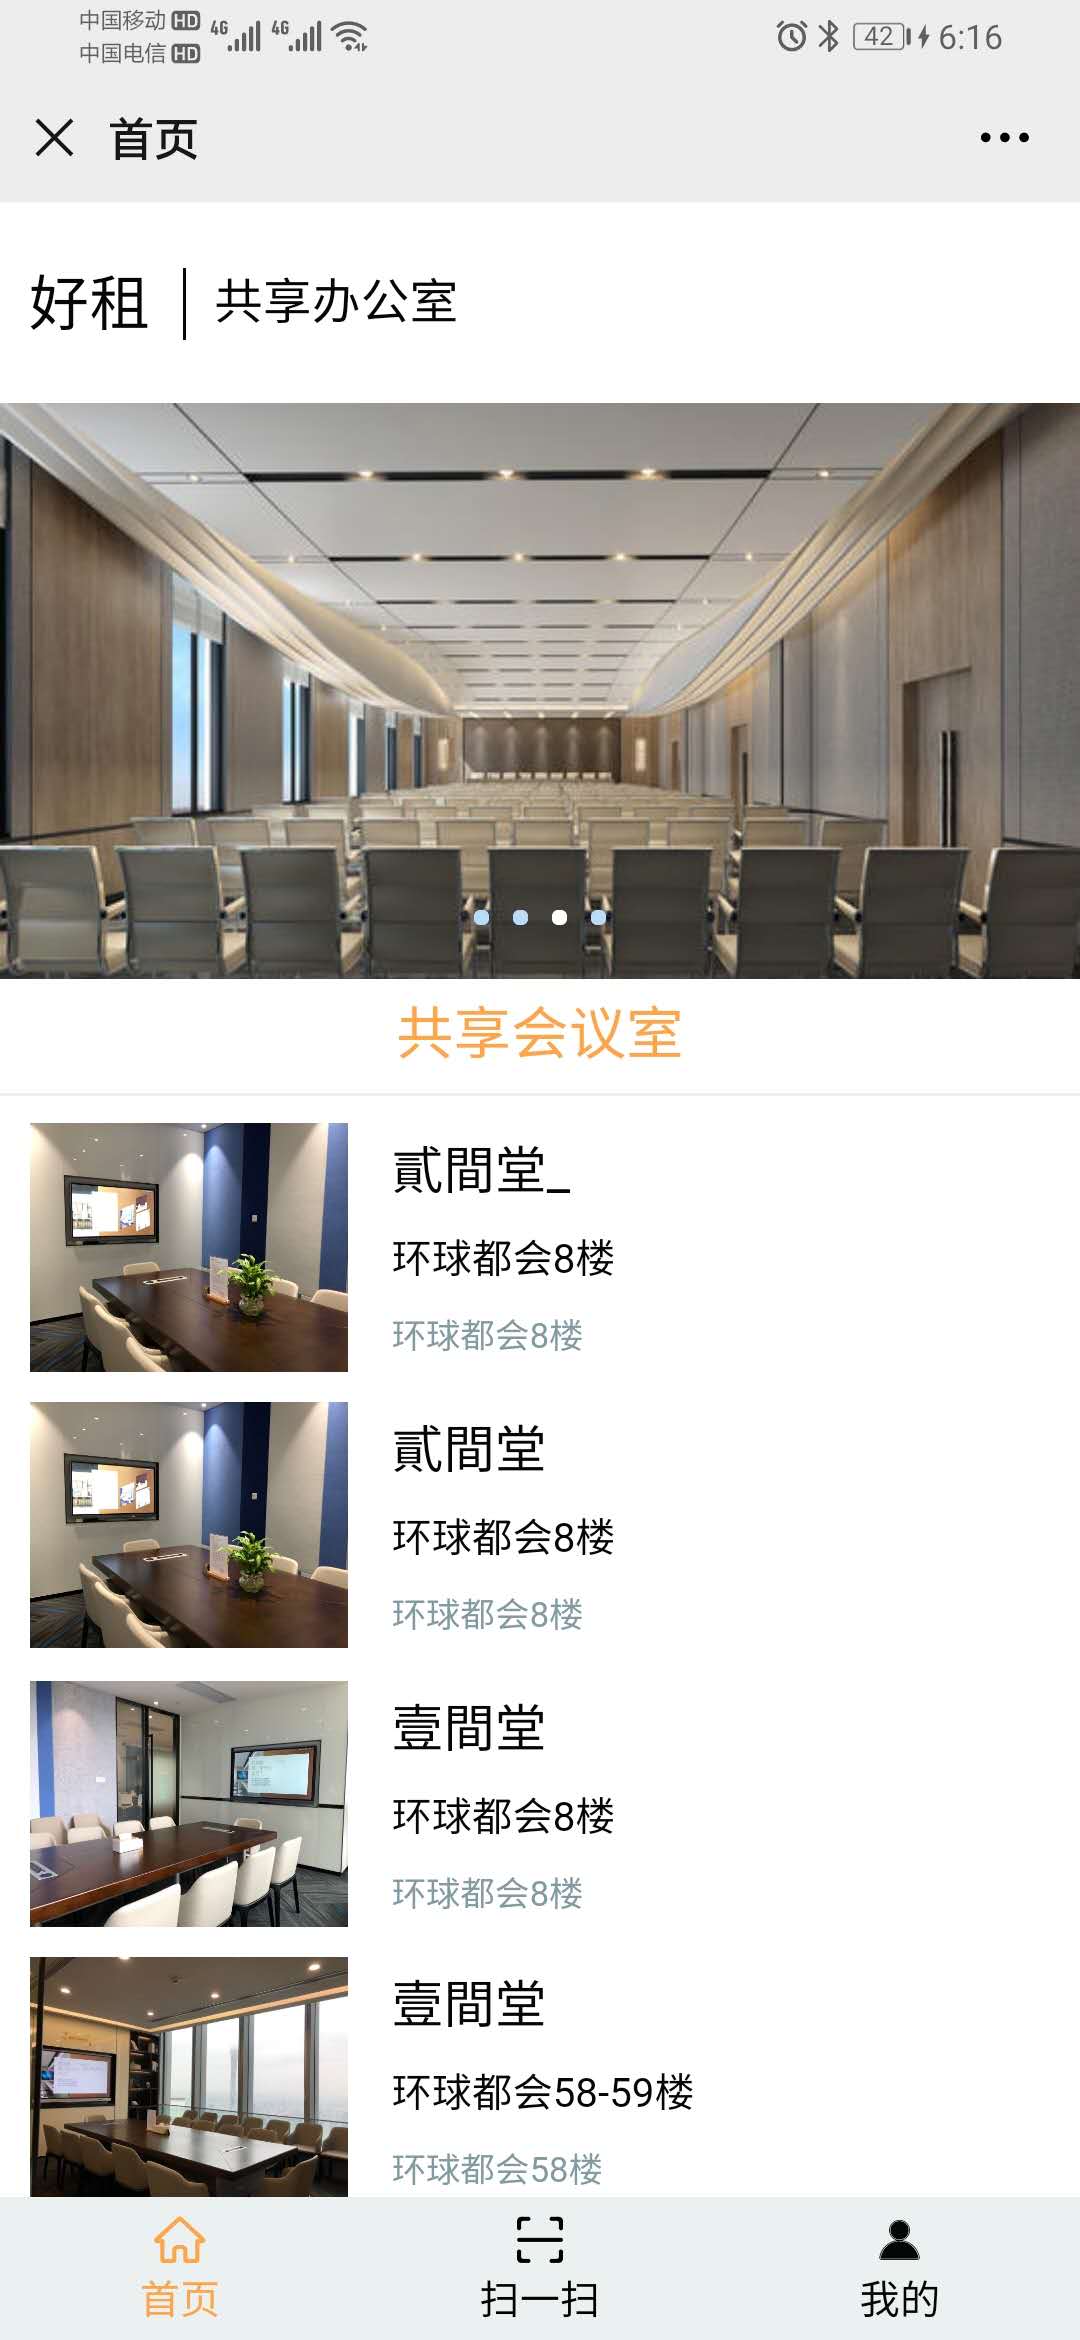 中国移动 HD 4G 4G 42 6:16
中国电信 HD
首页
好租 | 共享办公室
共享会议室
貳間堂_
环球都会8楼
环球都会8楼
貳間堂
环球都会8楼
环球都会8楼
壹間堂
环球都会8楼
环球都会8楼
壹間堂
环球都会58-59楼
环球都会58楼
首页 扫一扫 我的